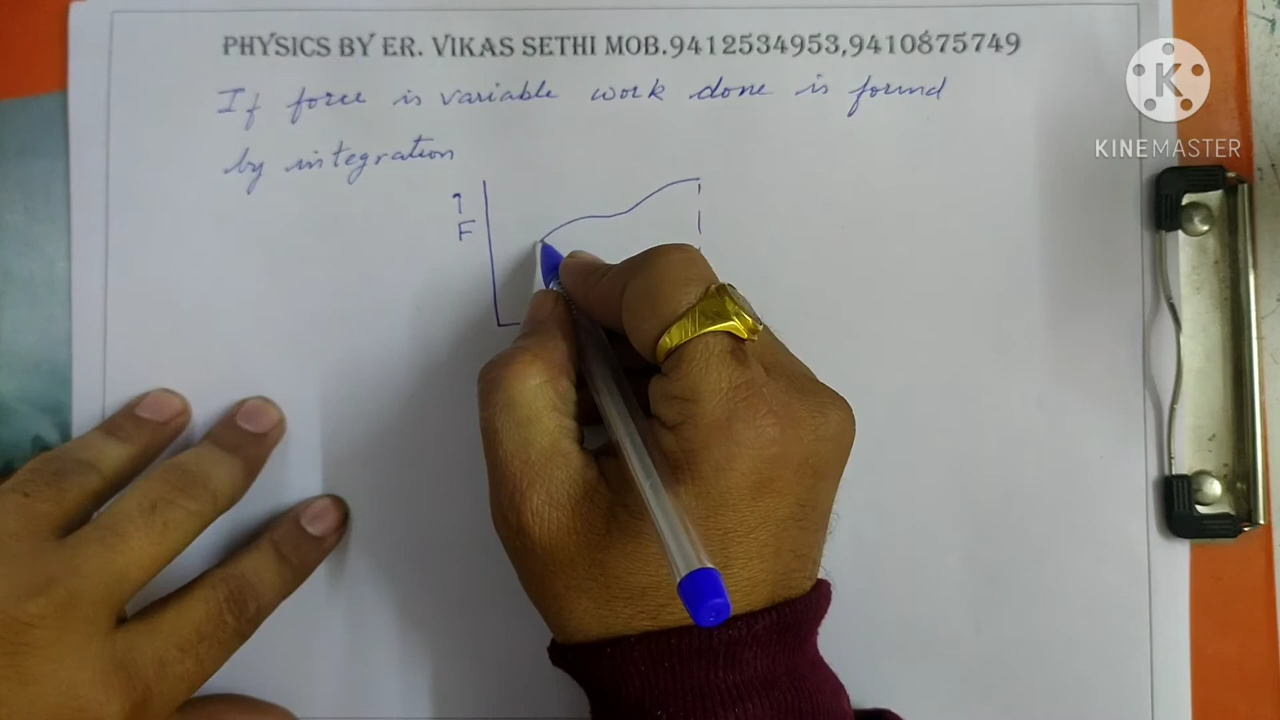 PHYSICS BY ER. VIKAS SETHI MOB.9412534953,9410875749
If force is variable work done is found
by integration
↑
F
K
KINEMASTER